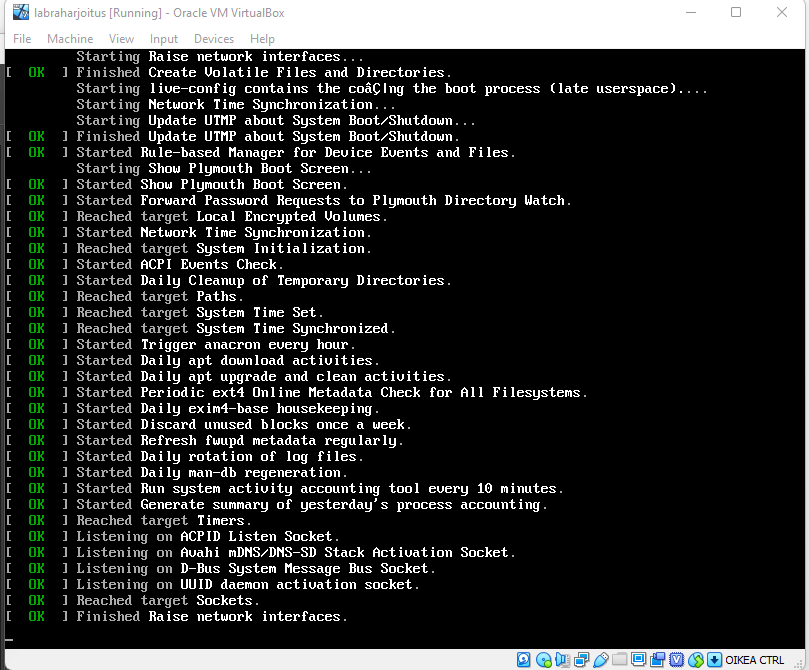 labraharjoitus [Running] - Oracle VM VirtualBox
File Machine View Input Devices Help
Starting Raise network interfaces...
[ OK ] Finished Create Volatile Files and Directories.
Starting live-config contains the coâÇ|ng the boot process (late userspace)....
Starting Network Time Synchronization...
Starting Update UTMP about System Boot/Shutdown...
[ OK ] Finished Update UTMP about System Boot/Shutdown.
[ OK ] Started Rule-based Manager for Device Events and Files.
Starting Show Plymouth Boot Screen...
[ OK ] Started Show Plymouth Boot Screen.
[ OK ] Started Forward Password Requests to Plymouth Directory Watch.
[ OK ] Reached target Local Encrypted Volumes.
[ OK ] Started Network Time Synchronization.
[ OK ] Reached target System Initialization.
[ OK ] Started ACPI Events Check.
[ OK ] Started Daily Cleanup of Temporary Directories.
[ OK ] Reached target Paths.
[ OK ] Reached target System Time Set.
[ OK ] Reached target System Time Synchronized.
[ OK ] Started Trigger anacron every hour.
[ OK ] Started Daily apt download activities.
[ OK ] Started Daily apt upgrade and clean activities.
[ OK ] Started Periodic ext4 Online Metadata Check for All Filesystems.
[ OK ] Started Daily exim4-base housekeeping.
[ OK ] Started Discard unused blocks once a week.
[ OK ] Started Refresh fwupd metadata regularly.
[ OK ] Started Daily rotation of log files.
[ OK ] Started Daily man-db regeneration.
[ OK ] Started Run system activity accounting tool every 10 minutes.
[ OK ] Started Generate summary of yesterday's process accounting.
[ OK ] Reached target Timers.
[ OK ] Listening on ACPID Listen Socket.
[ OK ] Listening on Avahi mDNS/DNS-SD Stack Activation Socket.
[ OK ] Listening on D-Bus System Message Bus Socket.
[ OK ] Listening on UUID daemon activation socket.
[ OK ] Reached target Sockets.
[ OK ] Finished Raise network interfaces.
OIKEA CTRL